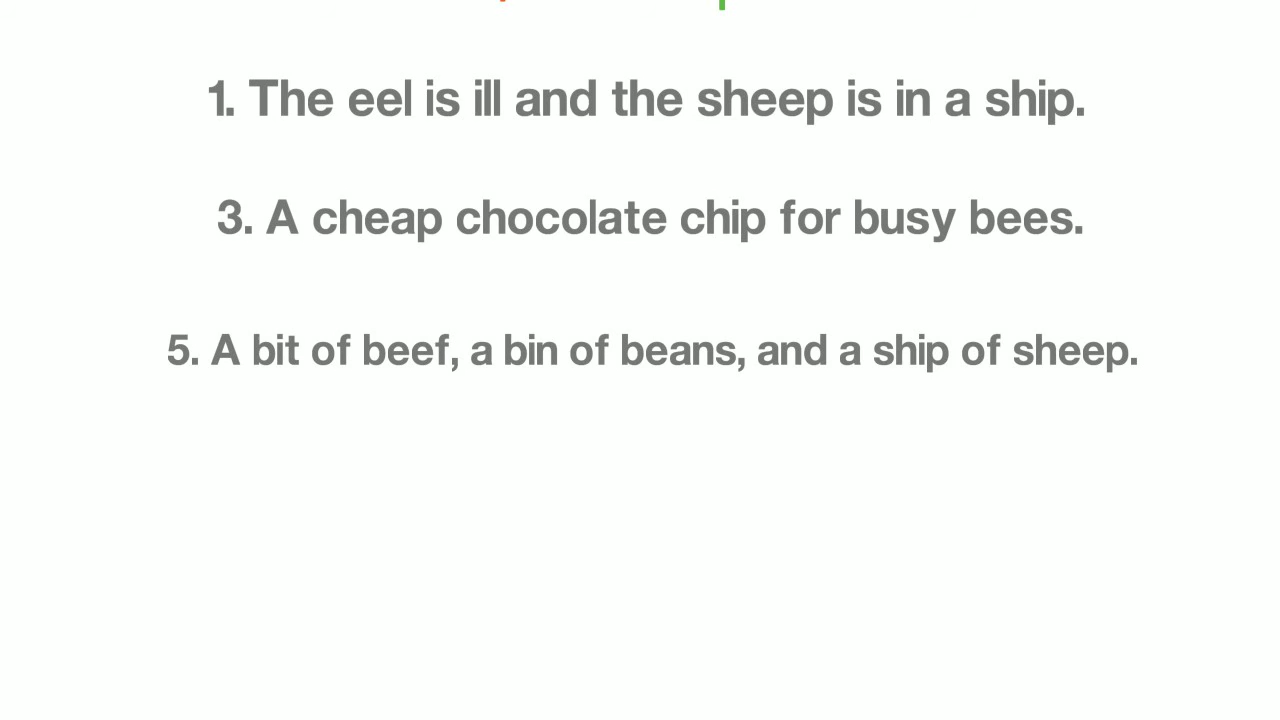 1. The eel is ill and the sheep is in a ship.
3. A cheap chocolate chip for busy bees.
5. A bit of beef, a bin of beans, and a ship of sheep.